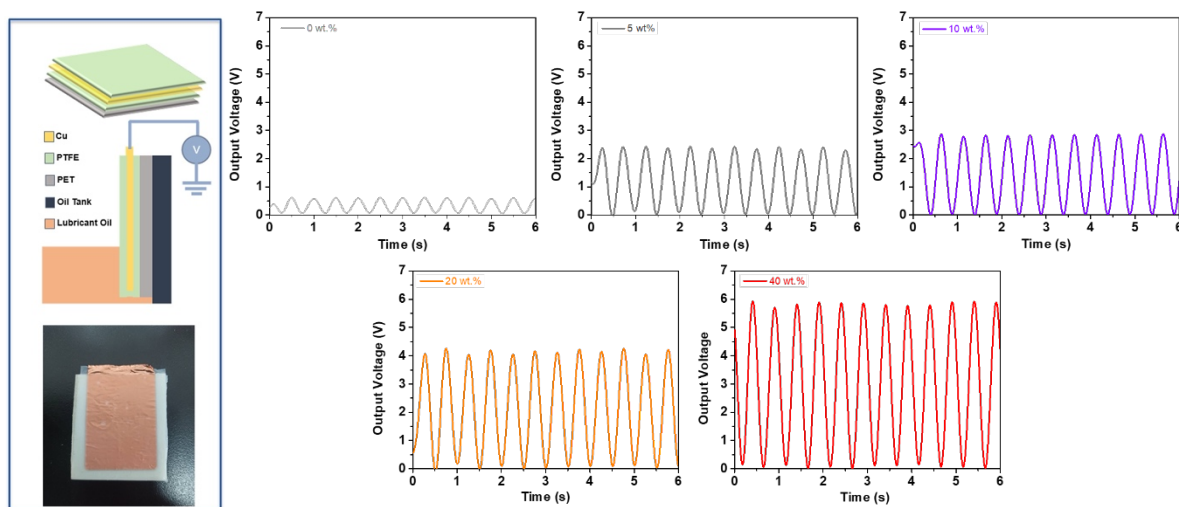 Cu
V
PTFE
PET
Oil Tank
Lubricant Oil
0 wt.%
Output Voltage (V)
7
6
5
4
3
2
1
0
0 1 2 3 4 5 6
Time (s)
5 wt%
Output Voltage (V)
7
6
5
4
3
2
1
0
0 1 2 3 4 5 6
Time (s)
10 wt.%
Output Voltage (V)
7
6
5
4
3
2
1
0
0 1 2 3 4 5 6
Time (s)
20 wt.%
Output Voltage (V)
7
6
5
4
3
2
1
0
0 1 2 3 4 5 6
Time (s)
40 wt.%
Output Voltage
7
6
5
4
3
2
1
0
0 1 2 3 4 5 6
Time (s)